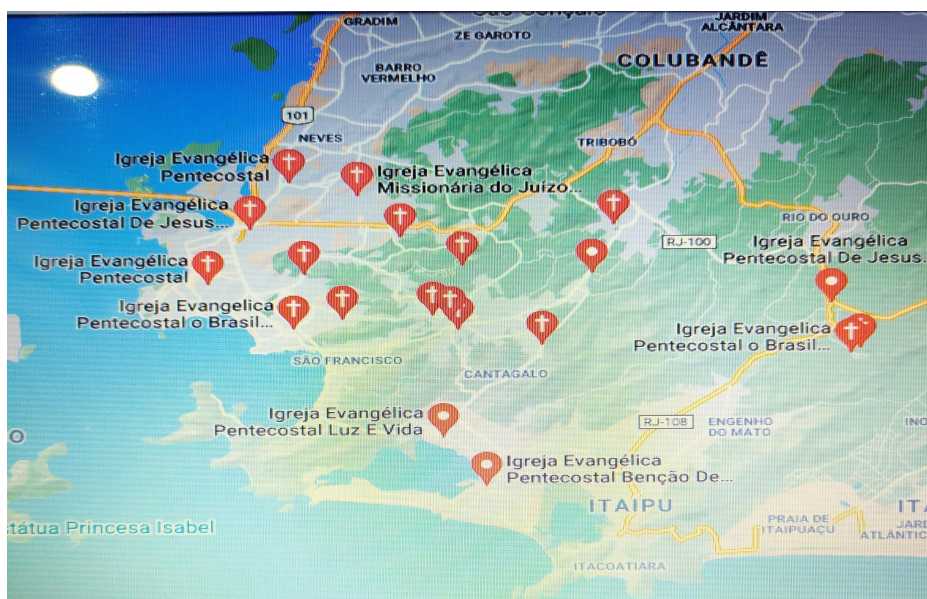 GRADIM
ZE GAROTO
JARDIM
ALCÂNTARA
BARRO
VERMELHO
COLUBANDÊ
101
NEVES
TRIBOBÓ
Igreja Evangélica
Pentecostal
Igreja Evangélica
Missionária do Juízo...
Igreja Evangélica
Pentecostal De Jesus...
RIO DO OURO
RJ-100
Igreja Evangélica
Pentecostal De Jesus...
Igreja Evangélica
Pentecostal
Igreja Evangelica
Pentecostal o Brasil...
Igreja Evangelica
Pentecostal o Brasil...
SÃO FRANCISCO
CANTAGALO
Igreja Evangélica
Pentecostal Luz E Vida
RJ-108
ENGENHO
DO MATO
Igreja Evangélica
Pentecostal Benção De...
ITAIPU
PRAIA DE
ITAIPUAÇU
JARD
ATLÂNTIC
tátua Princesa Isabel
ITACOATIARA